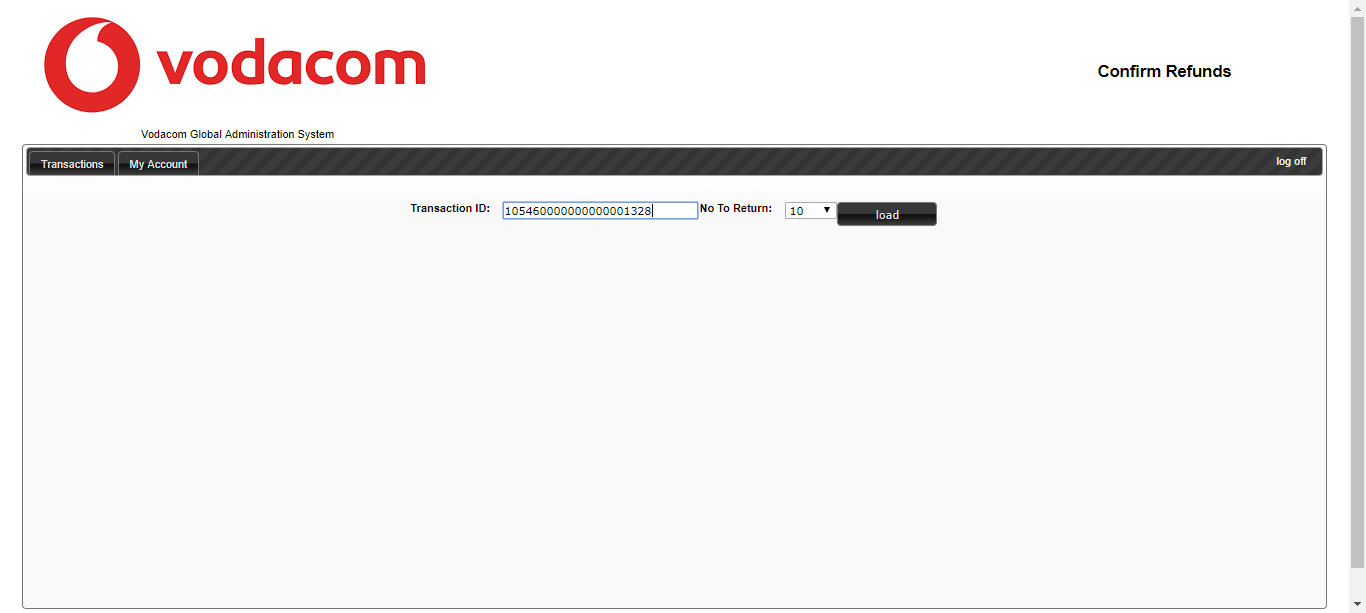 vodacom
Confirm Refunds
Vodacom Global Administration System
Transactions My Account log off
Transaction ID: 105460000000000001328 No To Return: 10 load